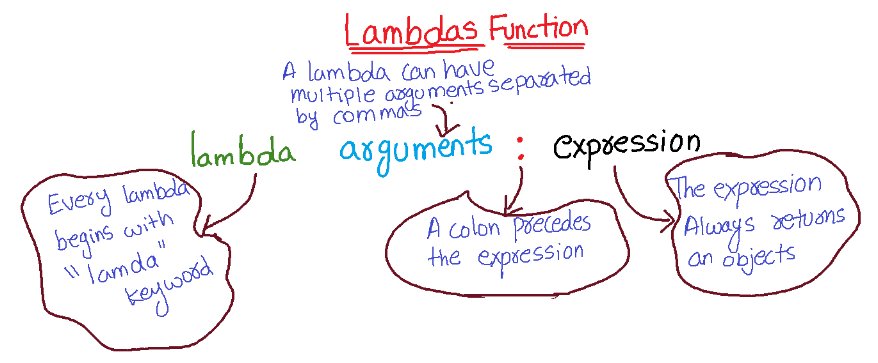 Lambdas Function
A lambda can have
multiple arguments separated
by commas
lambda arguments : expression
Every lambda
begins with
"lamda"
keyword
A colon precedes
the expression
The expression
Always returns
an objects